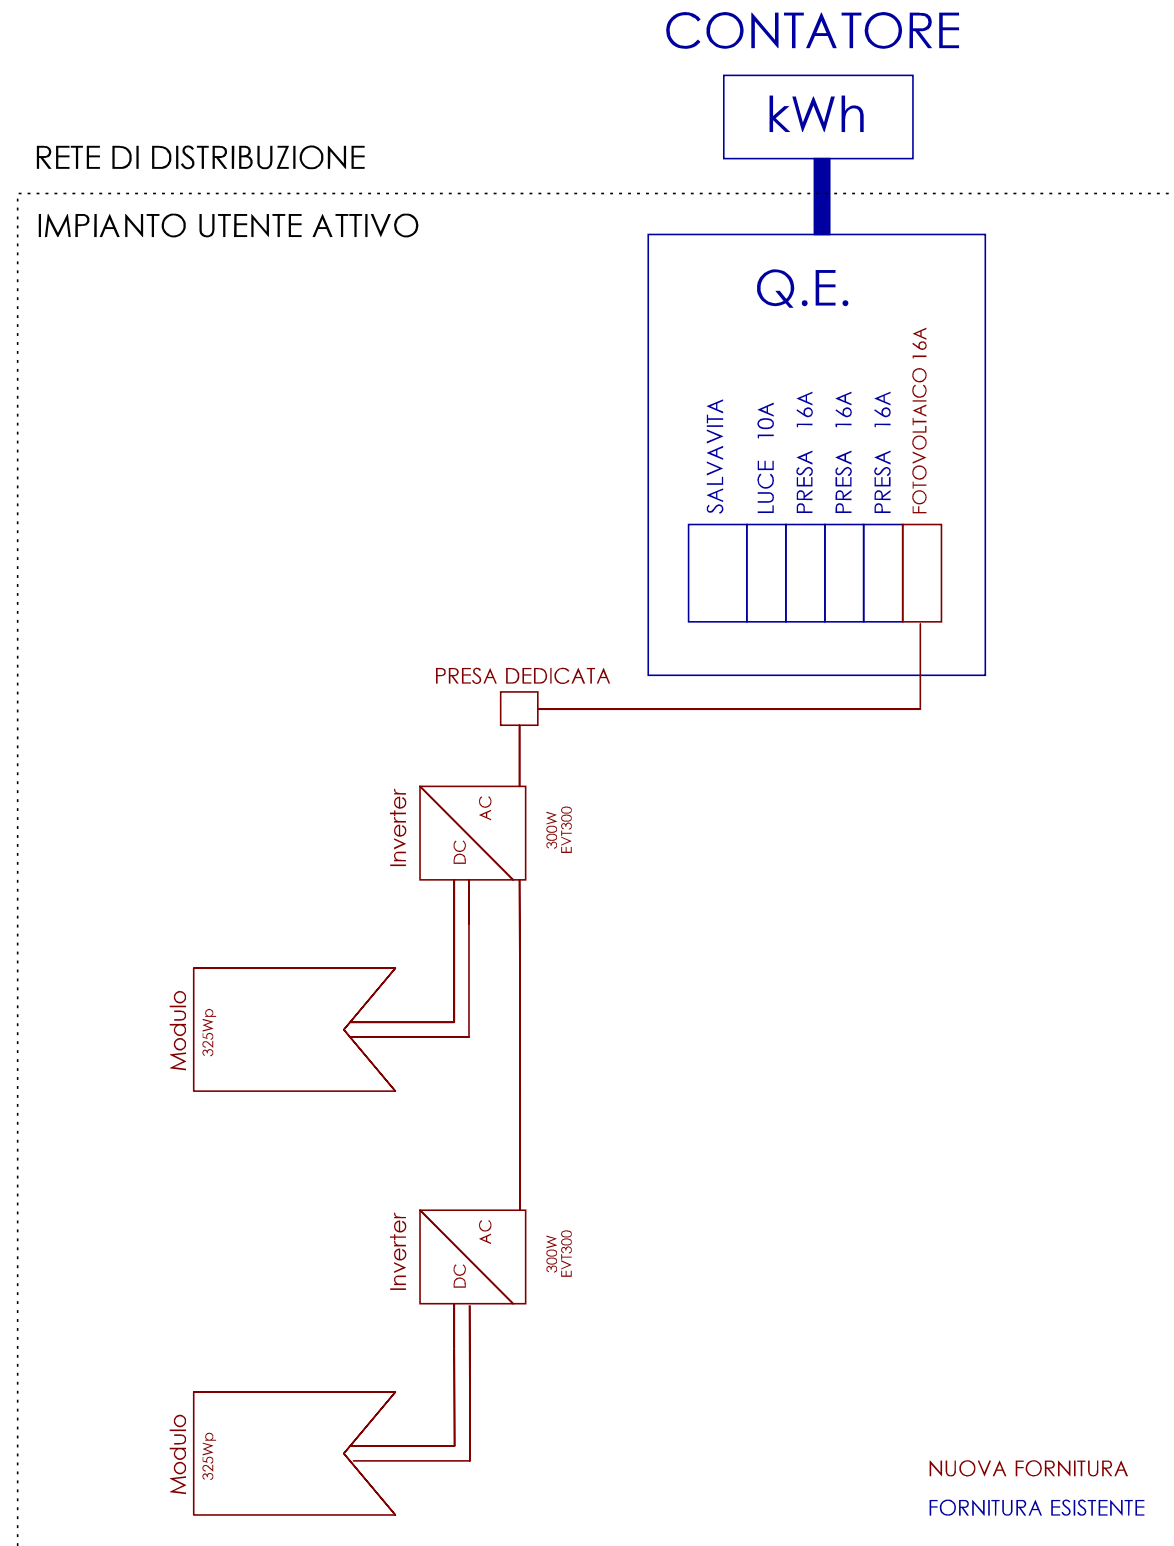 CONTATORE
kWh
RETE DI DISTRIBUZIONE
IMPIANTO UTENTE ATTIVO
Q.E.
SALVAVITA
LUCE 10A
PRESA 16A
PRESA 16A
PRESA 16A
FOTOVOLTAICO 16A
PRESA DEDICATA
Inverter
DC
AC
300W
EVT300
Modulo
325Wp
Inverter
DC
AC
300W
EVT300
Modulo
325Wp
NUOVA FORNITURA
FORNITURA ESISTENTE